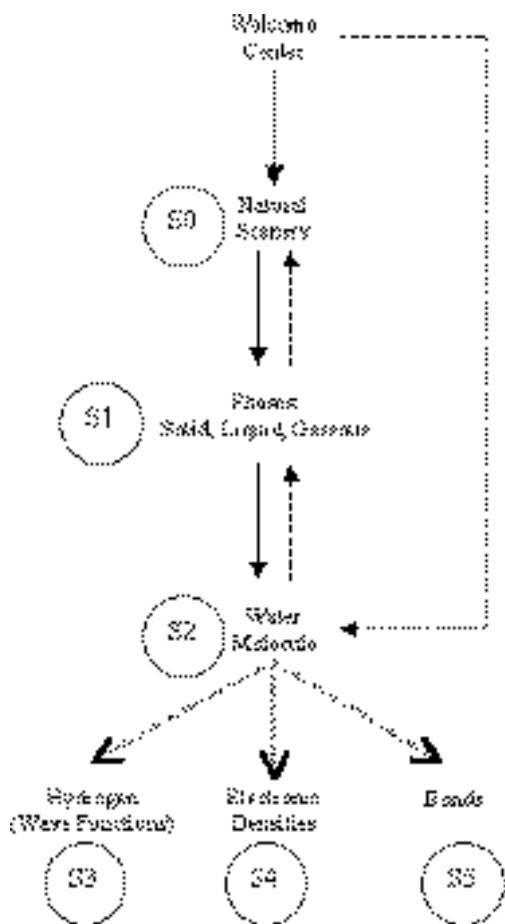 Welcome
Center
S0
Natural
Scenery
S1
Phases:
Solid, Liquid, Gaseous
S2
Water
Molecule
Hydrogen
(Wave Functions)
Electronic
Densities
Bonds
S3
S4
S5